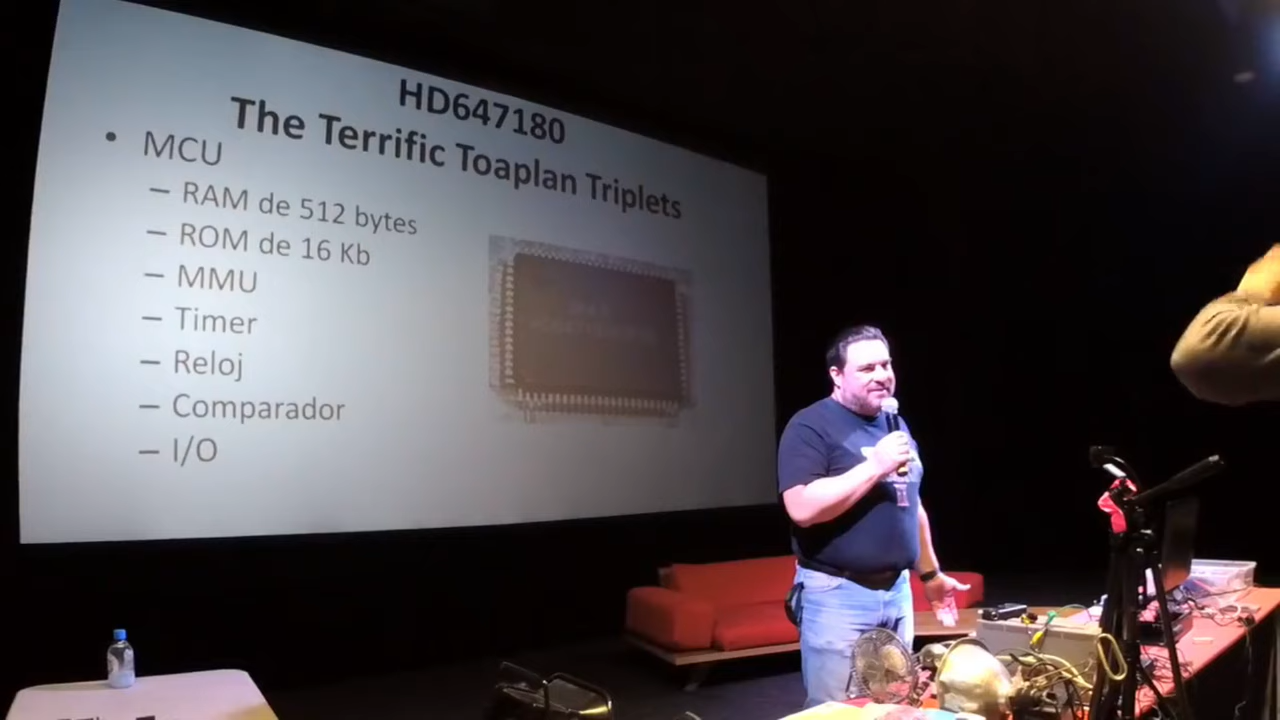 HD647180
The Terrific Toaplan Triplets
• MCU
– RAM de 512 bytes
– ROM de 16 Kb
– MMU
– Timer
– Reloj
– Comparador
– I/O